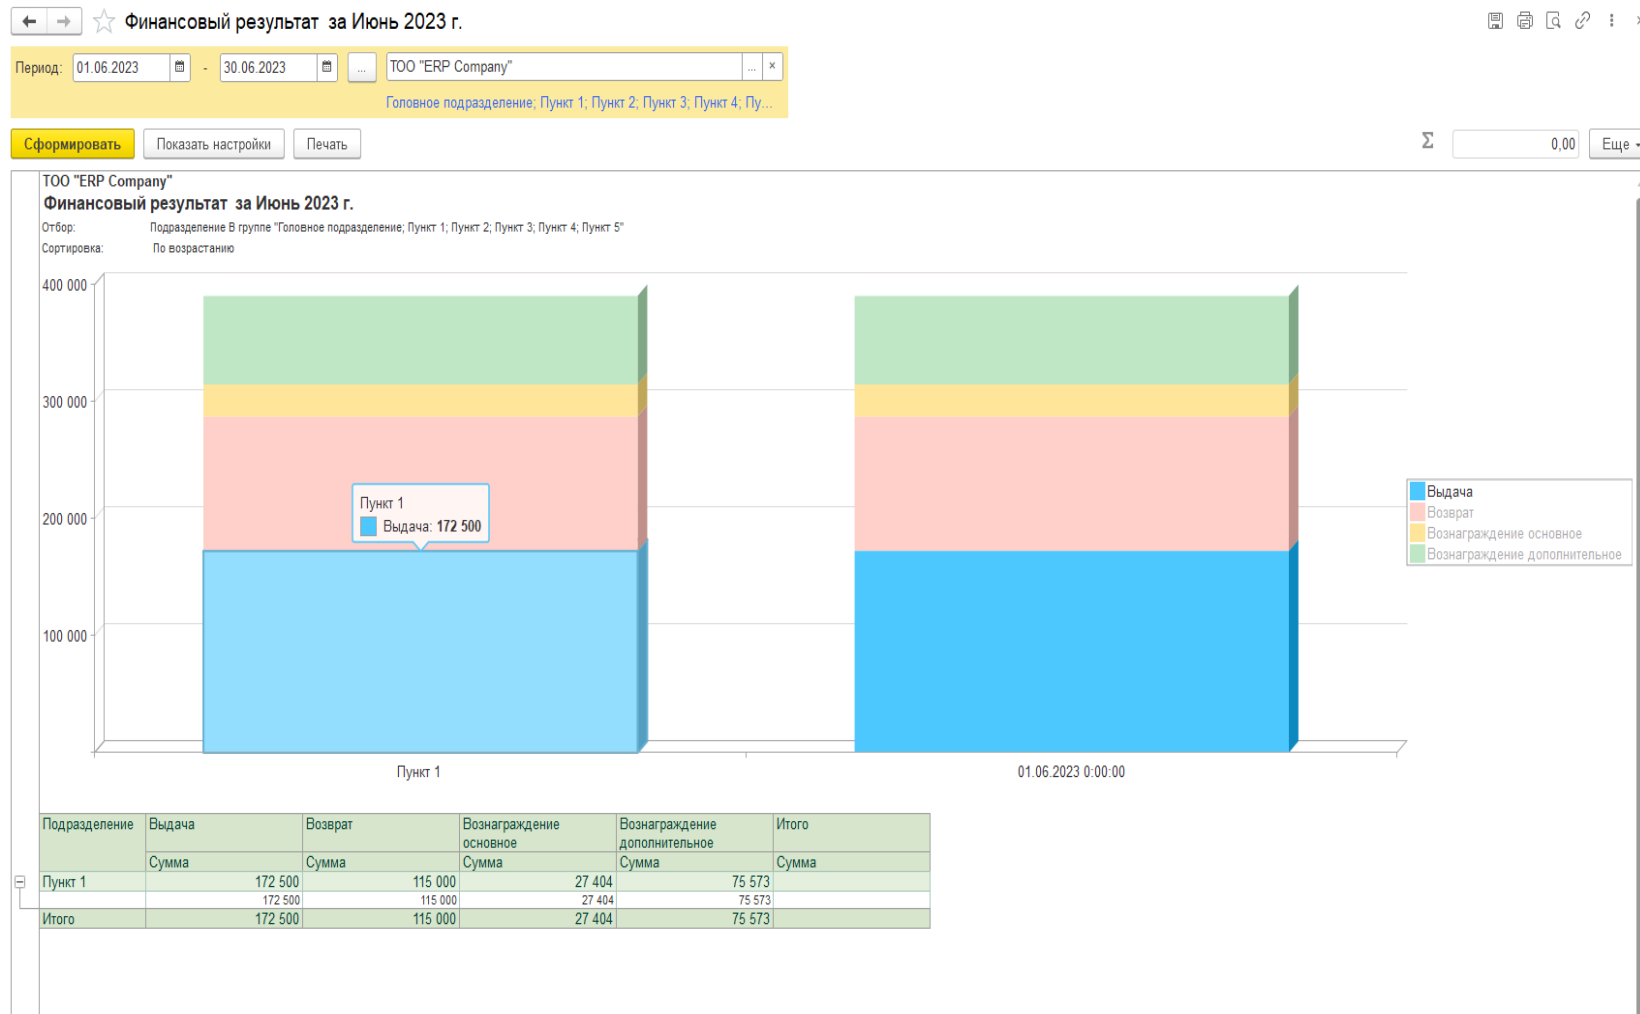 Финансовый результат за Июнь 2023 г.
Период: 01.06.2023 - 30.06.2023 ... ТОО "ERP Company" ... ×
Головное подразделение; Пункт 1; Пункт 2; Пункт 3; Пункт 4; Пу...
Сформировать Показать настройки Печать Σ 0,00 Еще
ТОО "ERP Company"
Финансовый результат за Июнь 2023 г.
Отбор: Подразделение В группе "Головное подразделение; Пункт 1; Пункт 2; Пункт 3; Пункт 4; Пункт 5"
Сортировка: По возрастанию
400 000
300 000
200 000
100 000
Пункт 1
Выдача: 172 500
Выдача
Возврат
Вознаграждение основное
Вознаграждение дополнительное
Пункт 1 01.06.2023 0:00:00
Подразделение Выдача Возврат Вознаграждение основное Вознаграждение дополнительное Итого
Сумма Сумма Сумма Сумма Сумма
Пункт 1 172 500 115 000 27 404 75 573
172 500 115 000 27 404 75 573
Итого 172 500 115 000 27 404 75 573